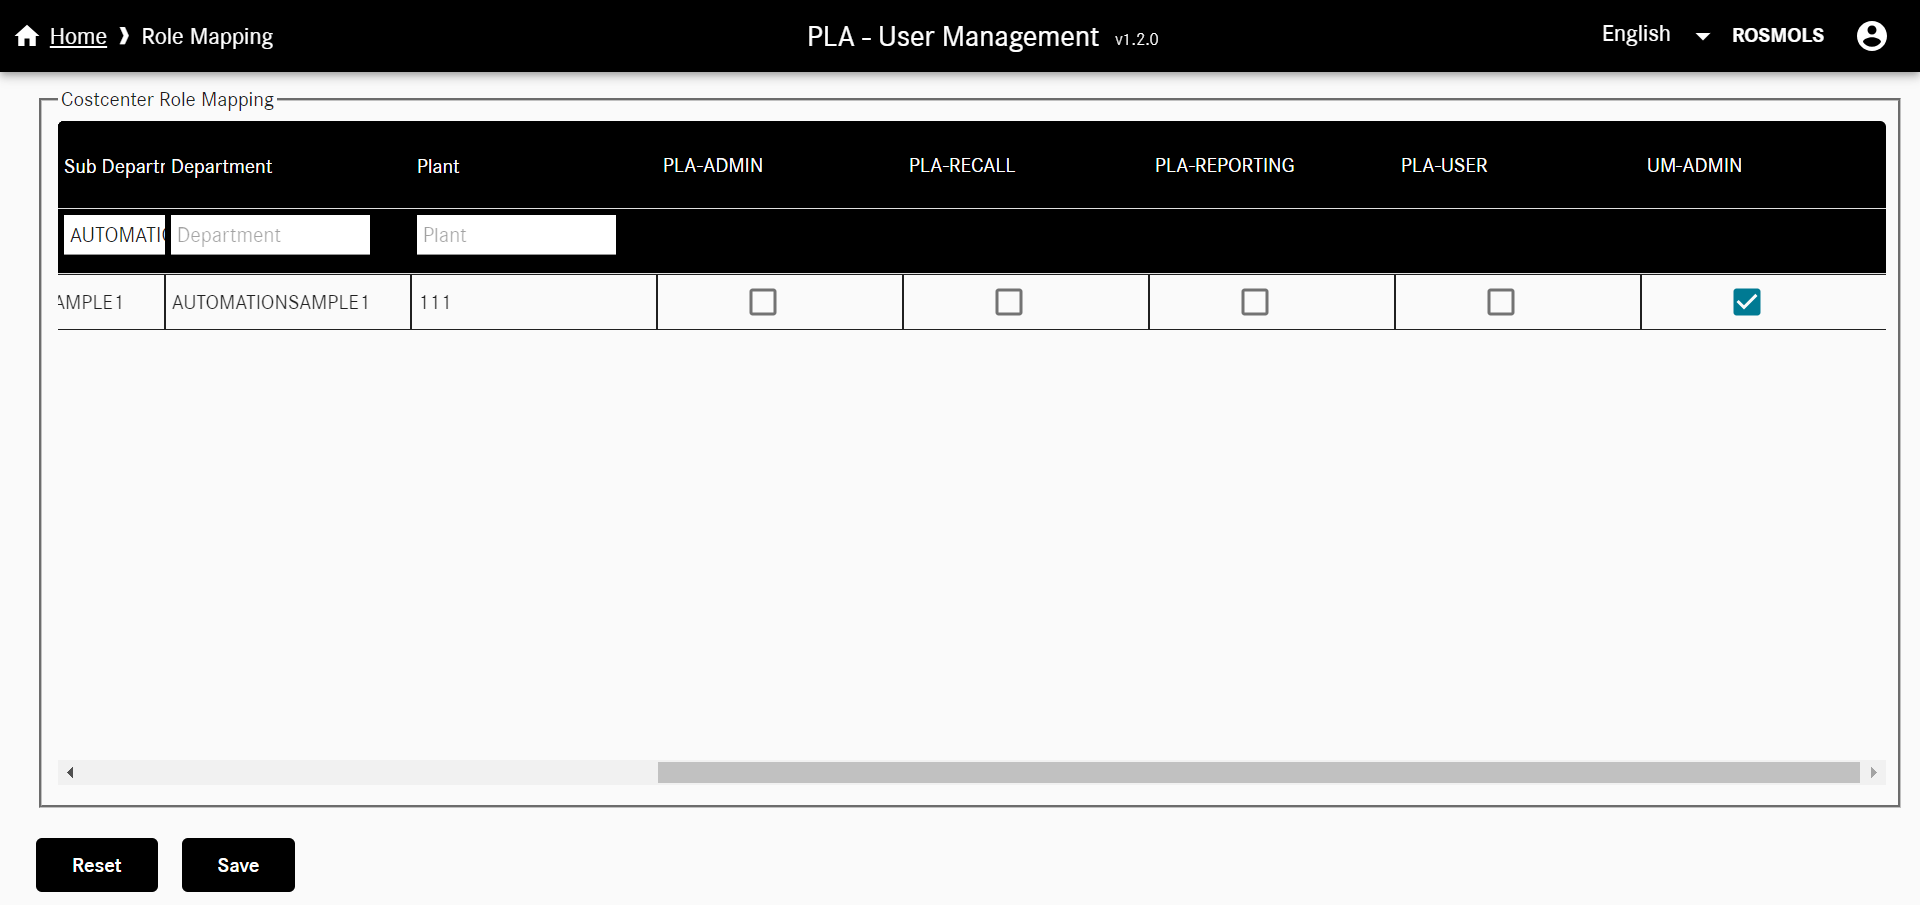 Home ❱ Role Mapping
PLA - User Management v1.2.0
English
ROSMOLS
Costcenter Role Mapping
Sub Departr Department Plant PLA-ADMIN PLA-RECALL PLA-REPORTING PLA-USER UM-ADMIN
AUTOMATIO Department Plant
AMPLE1 AUTOMATIONSAMPLE1 111
Reset Save